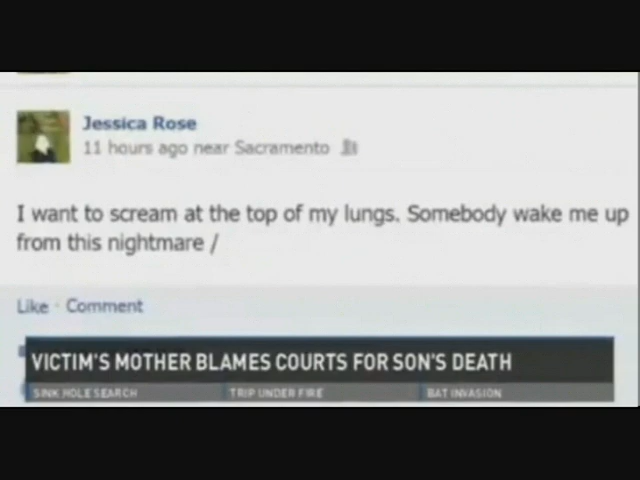 Jessica Rose
11 hours ago near Sacramento
I want to scream at the top of my lungs. Somebody wake me up
from this nightmare /
Like · Comment
VICTIM'S MOTHER BLAMES COURTS FOR SON'S DEATH
SINK HOLE SEARCH TRIP UNDER FIRE BAT INVASION